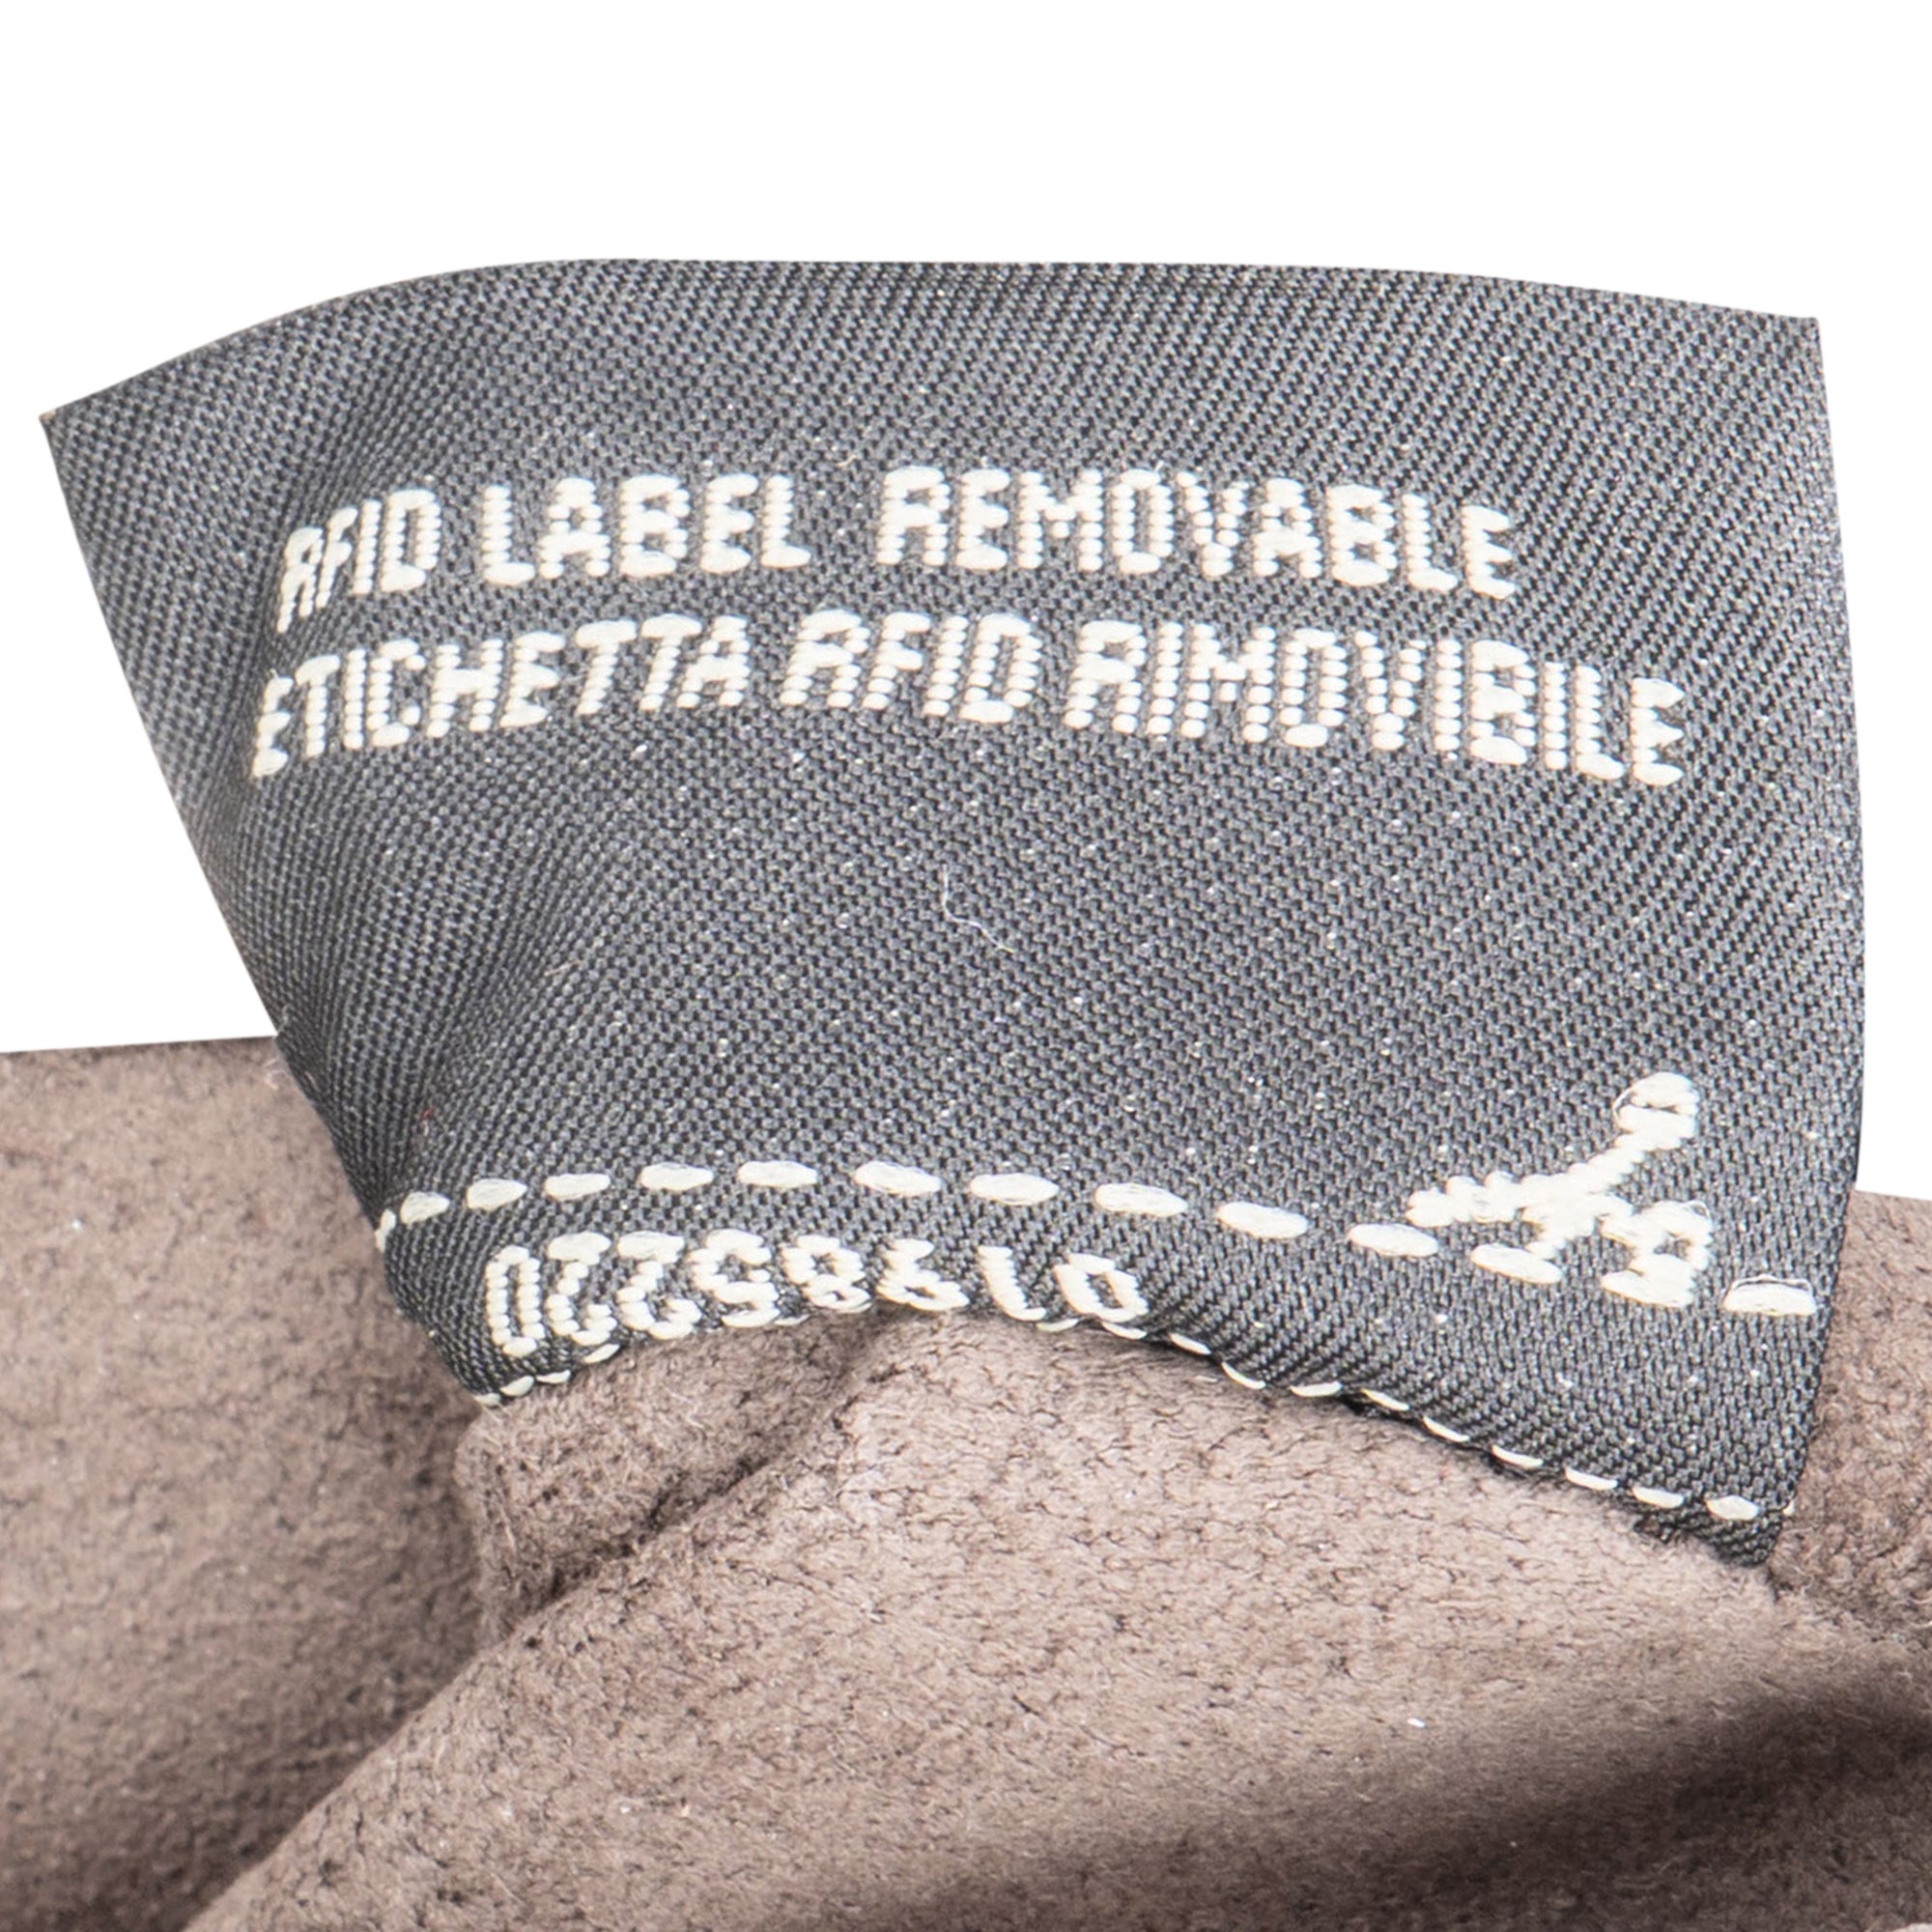 RFID LABEL REMOVABLE
ETICHETTA RFID RIMOVIBILE